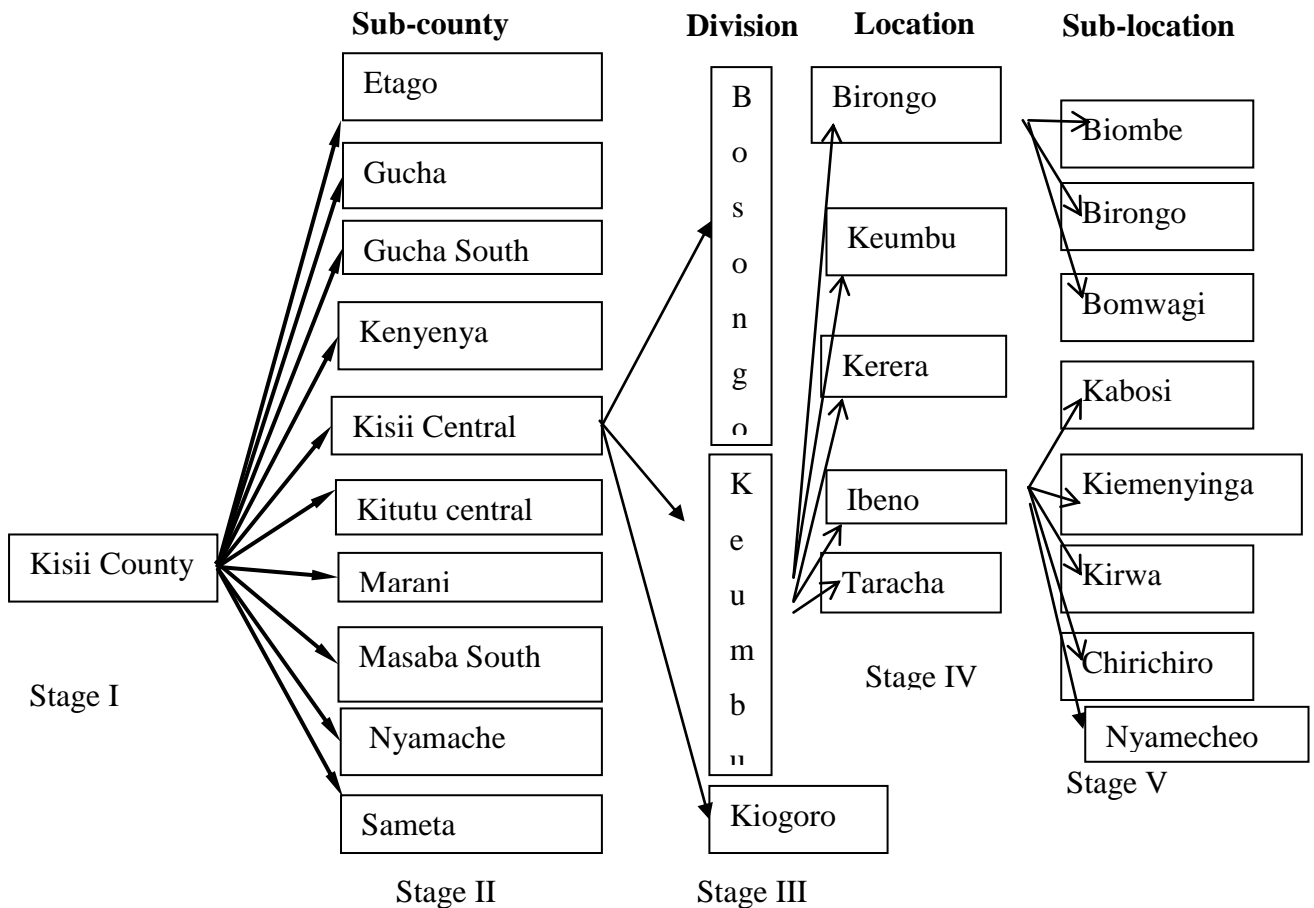 Sub-county
Division
Location
Sub-location
Kisii County
Stage I
Etago
Gucha
Gucha South
Kenyenya
Kisii Central
Kitutu central
Marani
Masaba South
Nyamache
Sameta
Stage II
B
o
s
o
n
g
o
K
e
u
m
b
u
Kiogoro
Stage III
Birongo
Keumbu
Kerera
Ibeno
Taracha
Stage IV
Biombe
Birongo
Bomwagi
Kabosi
Kiemenyinga
Kirwa
Chirichiro
Nyamecheo
Stage V